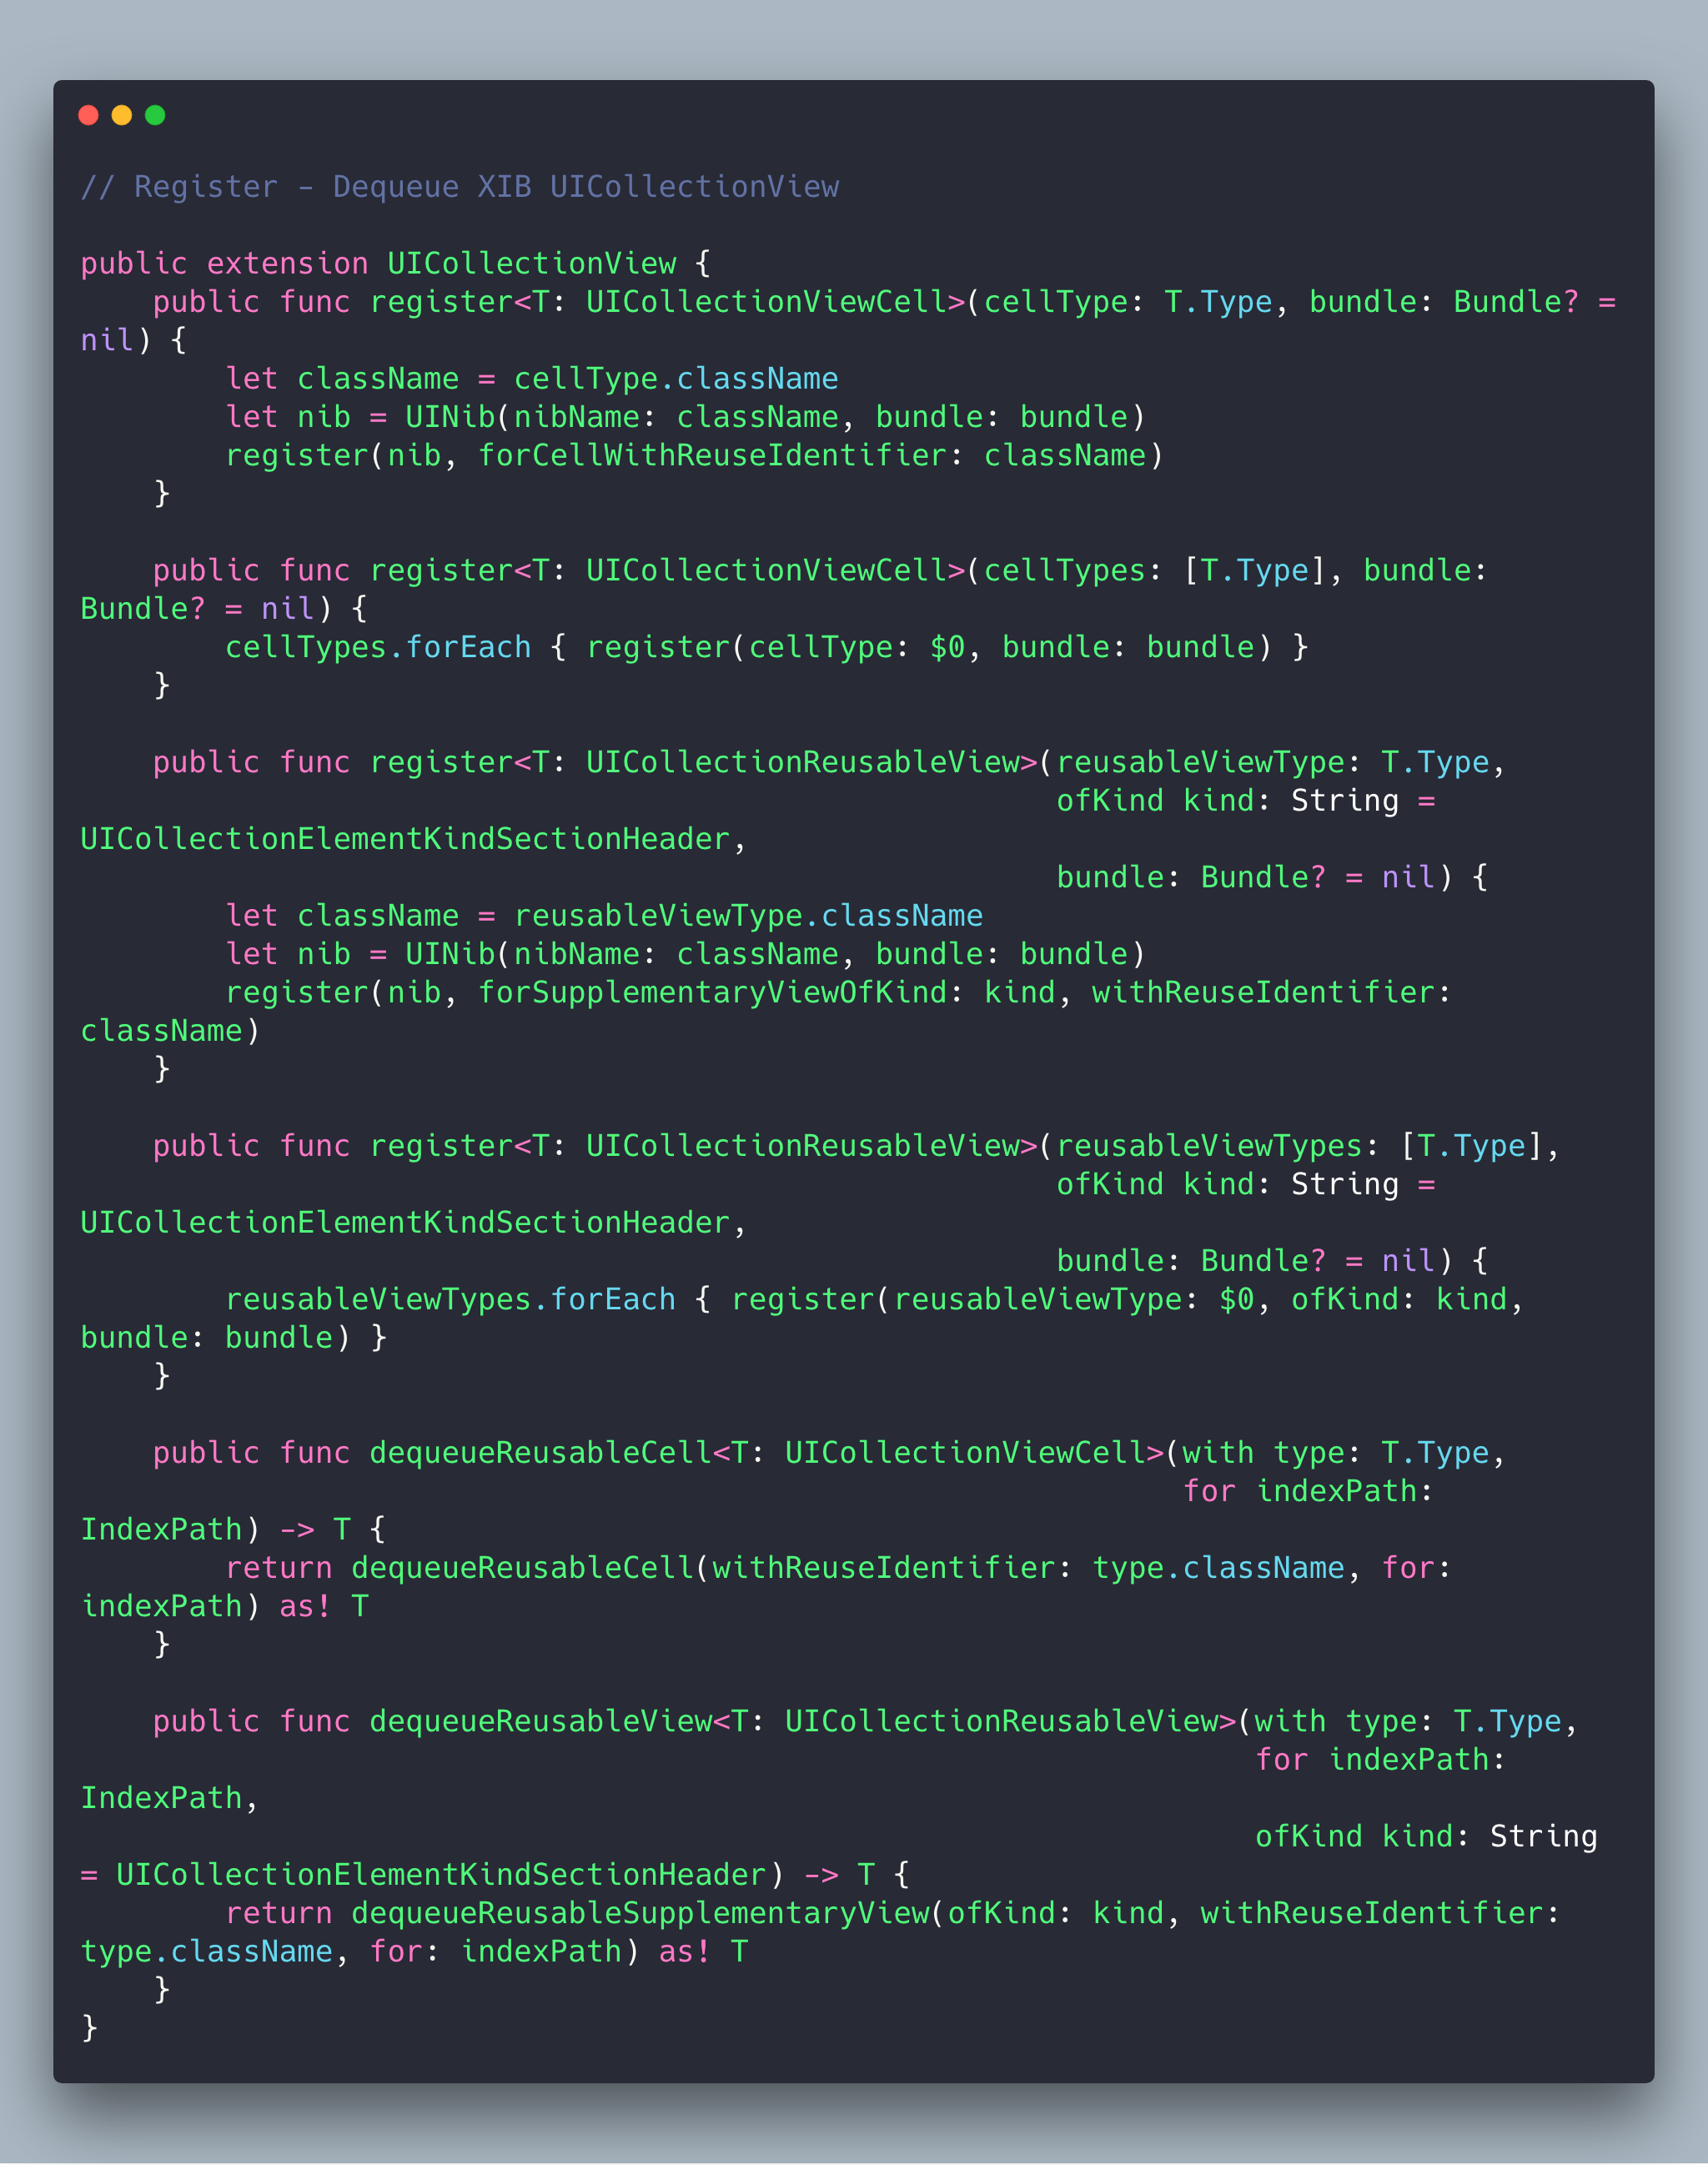 // Register - Dequeue XIB UICollectionView

public extension UICollectionView {
    public func register<T: UICollectionViewCell>(cellType: T.Type, bundle: Bundle? =
nil) {
        let className = cellType.className
        let nib = UINib(nibName: className, bundle: bundle)
        register(nib, forCellWithReuseIdentifier: className)
    }

    public func register<T: UICollectionViewCell>(cellTypes: [T.Type], bundle:
Bundle? = nil) {
        cellTypes.forEach { register(cellType: $0, bundle: bundle) }
    }

    public func register<T: UICollectionReusableView>(reusableViewType: T.Type,
                                                      ofKind kind: String =
UICollectionElementKindSectionHeader,
                                                      bundle: Bundle? = nil) {
        let className = reusableViewType.className
        let nib = UINib(nibName: className, bundle: bundle)
        register(nib, forSupplementaryViewOfKind: kind, withReuseIdentifier:
className)
    }

    public func register<T: UICollectionReusableView>(reusableViewTypes: [T.Type],
                                                      ofKind kind: String =
UICollectionElementKindSectionHeader,
                                                      bundle: Bundle? = nil) {
        reusableViewTypes.forEach { register(reusableViewType: $0, ofKind: kind,
bundle: bundle) }
    }

    public func dequeueReusableCell<T: UICollectionViewCell>(with type: T.Type,
                                                             for indexPath:
IndexPath) -> T {
        return dequeueReusableCell(withReuseIdentifier: type.className, for:
indexPath) as! T
    }

    public func dequeueReusableView<T: UICollectionReusableView>(with type: T.Type,
                                                                 for indexPath:
IndexPath,
                                                                 ofKind kind: String
= UICollectionElementKindSectionHeader) -> T {
        return dequeueReusableSupplementaryView(ofKind: kind, withReuseIdentifier:
type.className, for: indexPath) as! T
    }
}